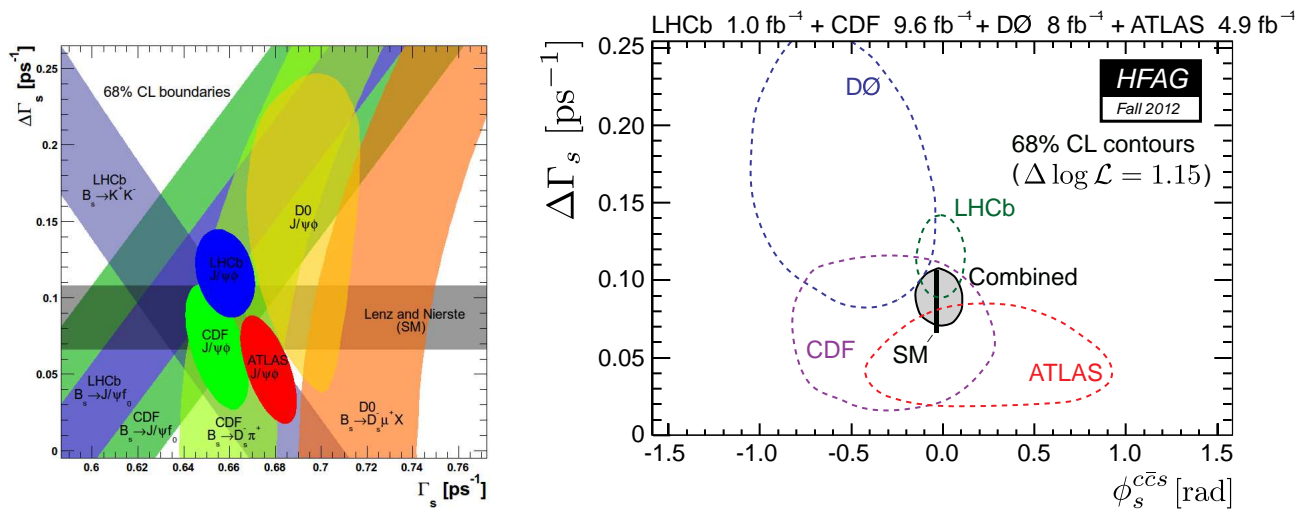 ΔΓs [ps-1]
0.25
0.2
0.15
0.1
0.05
0
0.6
0.62
0.64
0.66
0.68
0.7
0.72
0.74
0.76
Γs [ps-1]
68% CL boundaries
LHCb
Bs→K+K-
D0
J/ψφ
LHCb
J/ψφ
Lenz and Nierste
(SM)
CDF
J/ψφ
ATLAS
J/ψφ
LHCb
Bs→J/ψf0
CDF
Bs→J/ψf0
CDF
Bs→Ds-π+
D0
Bs→Ds-μ+X
LHCb 1.0 fb−1 + CDF 9.6 fb−1 + DØ 8 fb−1 + ATLAS 4.9 fb−1
ΔΓs [ps−1]
0.25
0.20
0.15
0.10
0.05
0
-1.5
-1.0
-0.5
0.0
0.5
1.0
1.5
ϕs cc̄s [rad]
HFAG
Fall 2012
68% CL contours
(Δ log ℒ = 1.15)
DØ
LHCb
Combined
CDF
SM
ATLAS